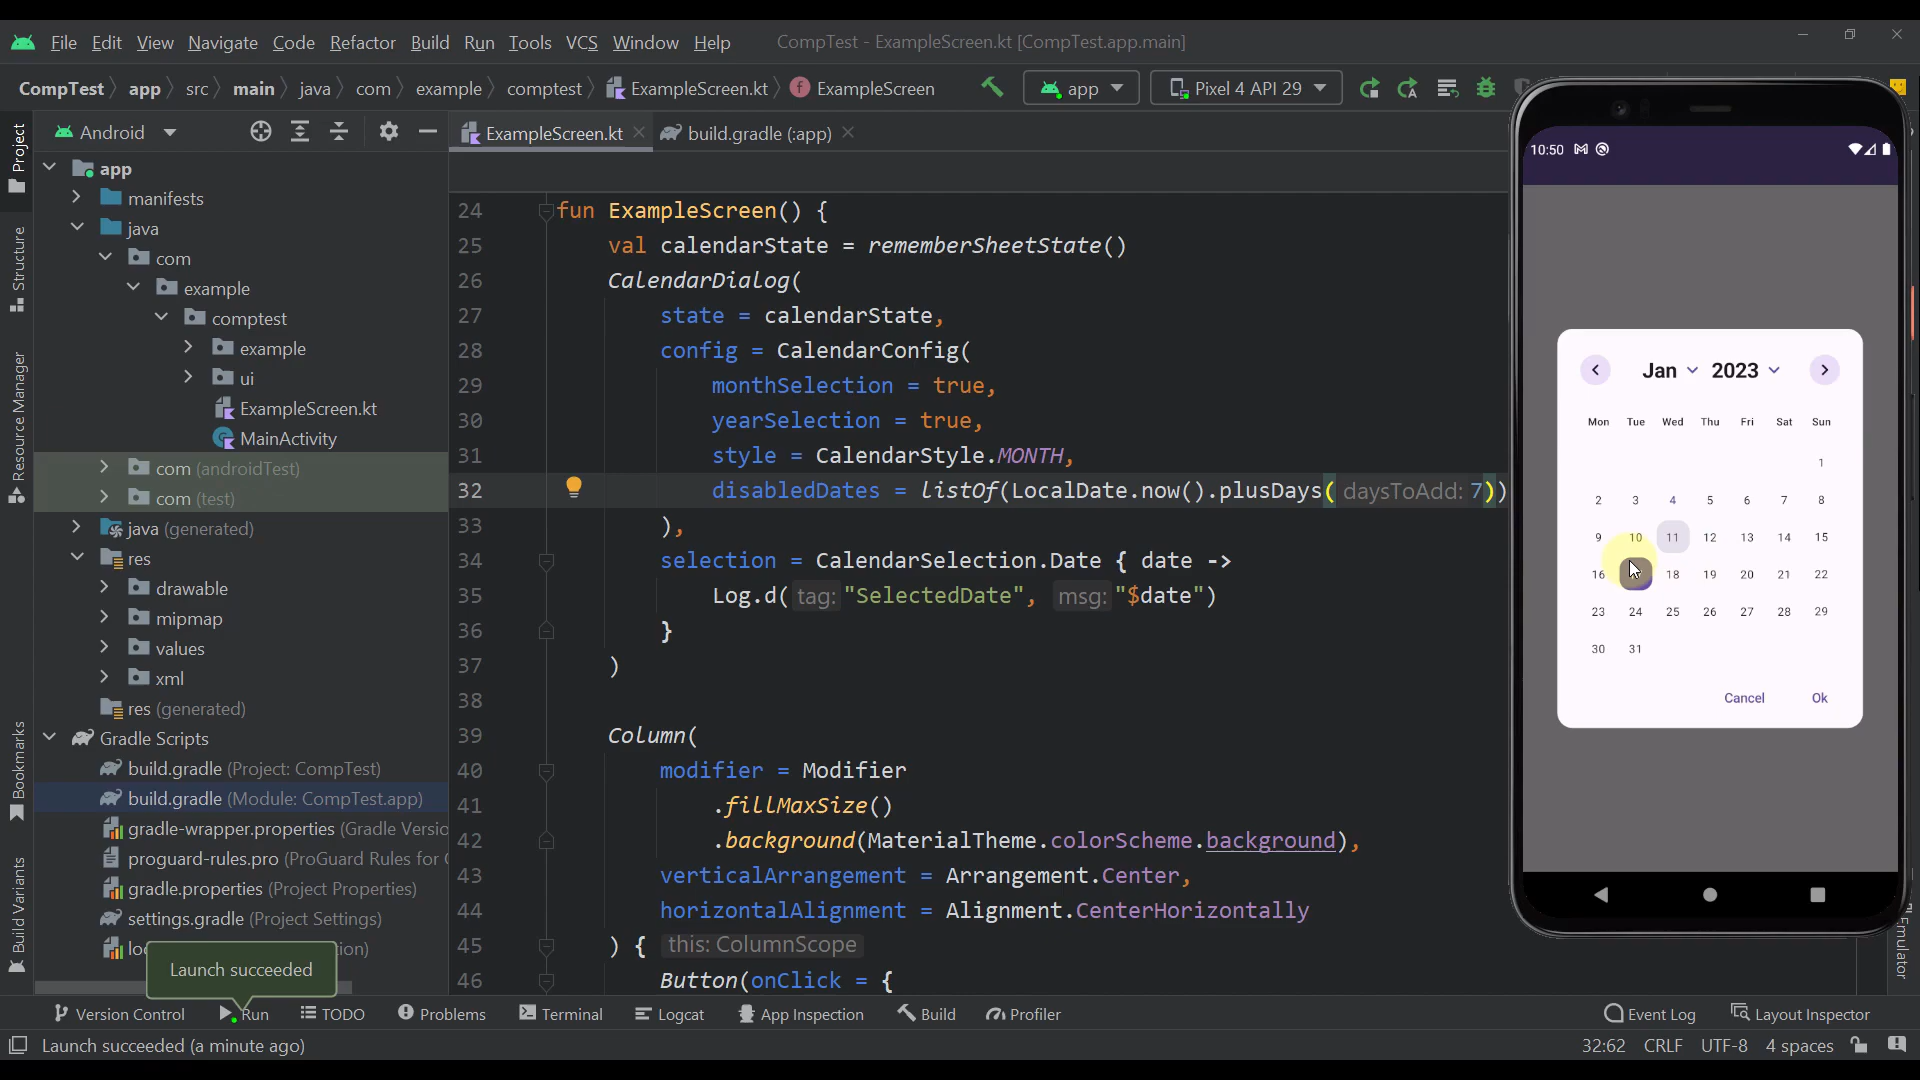 File Edit View Navigate Code Refactor Build Run Tools VCS Window Help CompTest - ExampleScreen.kt [CompTest.app.main]
CompTest app src main java com example comptest ExampleScreen.kt ExampleScreen app Pixel 4 API 29
Project
Structure
Resource Manager
Bookmarks
Build Variants
Android
app
manifests
java
com
example
comptest
example
ui
ExampleScreen.kt
MainActivity
com (androidTest)
com (test)
java (generated)
res
drawable
mipmap
values
xml
res (generated)
Gradle Scripts
build.gradle (Project: CompTest)
build.gradle (Module: CompTest.app)
gradle-wrapper.properties (Gradle Versio
proguard-rules.pro (ProGuard Rules for
gradle.properties (Project Properties)
settings.gradle (Project Settings)
Launch succeeded
ExampleScreen.kt build.gradle (:app)
24 fun ExampleScreen() {
25 val calendarState = rememberSheetState()
26 CalendarDialog(
27 state = calendarState,
28 config = CalendarConfig(
29 monthSelection = true,
30 yearSelection = true,
31 style = CalendarStyle.MONTH,
32 disabledDates = listOf(LocalDate.now().plusDays( daysToAdd: 7))
33 ),
34 selection = CalendarSelection.Date { date ->
35 Log.d( tag: "SelectedDate", msg: "$date")
36 }
37 )
38
39 Column(
40 modifier = Modifier
41 .fillMaxSize()
42 .background(MaterialTheme.colorScheme.background),
43 verticalArrangement = Arrangement.Center,
44 horizontalAlignment = Alignment.CenterHorizontally
45 ) { this: ColumnScope
46 Button(onClick = {
10:50
Jan 2023
Mon Tue Wed Thu Fri Sat Sun
1
2 3 4 5 6 7 8
9 10 11 12 13 14 15
16 18 19 20 21 22
23 24 25 26 27 28 29
30 31
Cancel Ok
Emulator
Version Control Run TODO Problems Terminal Logcat App Inspection Build Profiler Event Log Layout Inspector
Launch succeeded (a minute ago) 32:62 CRLF UTF-8 4 spaces